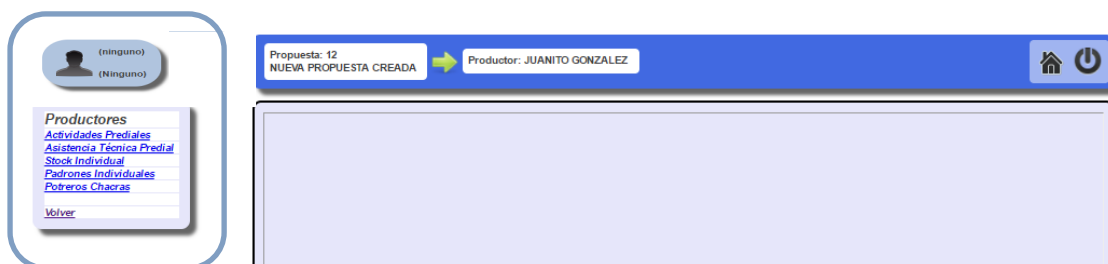 (ninguno)
(Ninguno)
Productores
Actividades Prediales
Asistencia Técnica Predial
Stock Individual
Padrones Individuales
Potreros Chacras
Volver
Propuesta: 12
NUEVA PROPUESTA CREADA
Productor: JUANITO GONZALEZ